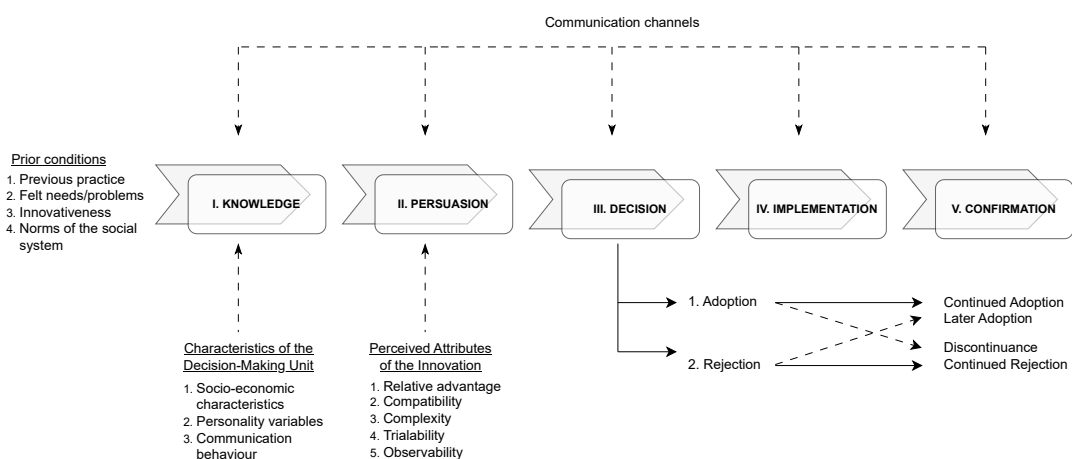 Communication channels
Prior conditions
1. Previous practice
2. Felt needs/problems
3. Innovativeness
4. Norms of the social
system
I. KNOWLEDGE
II. PERSUASION
III. DECISION
IV. IMPLEMENTATION
V. CONFIRMATION
1. Adoption
2. Rejection
Continued Adoption
Later Adoption
Discontinuance
Continued Rejection
Characteristics of the
Decision-Making Unit
1. Socio-economic
characteristics
2. Personality variables
3. Communication
behaviour
Perceived Attributes
of the Innovation
1. Relative advantage
2. Compatibility
3. Complexity
4. Trialability
5. Observability